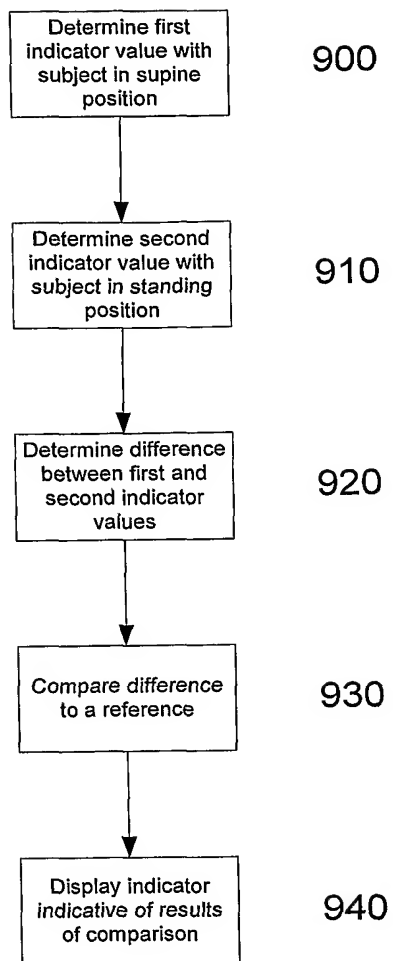 Determine first
indicator value with
subject in supine
position
900
Determine second
indicator value with
subject in standing
position
910
Determine difference
between first and
second indicator
values
920
Compare difference
to a reference
930
Display indicator
indicative of results
of comparison
940